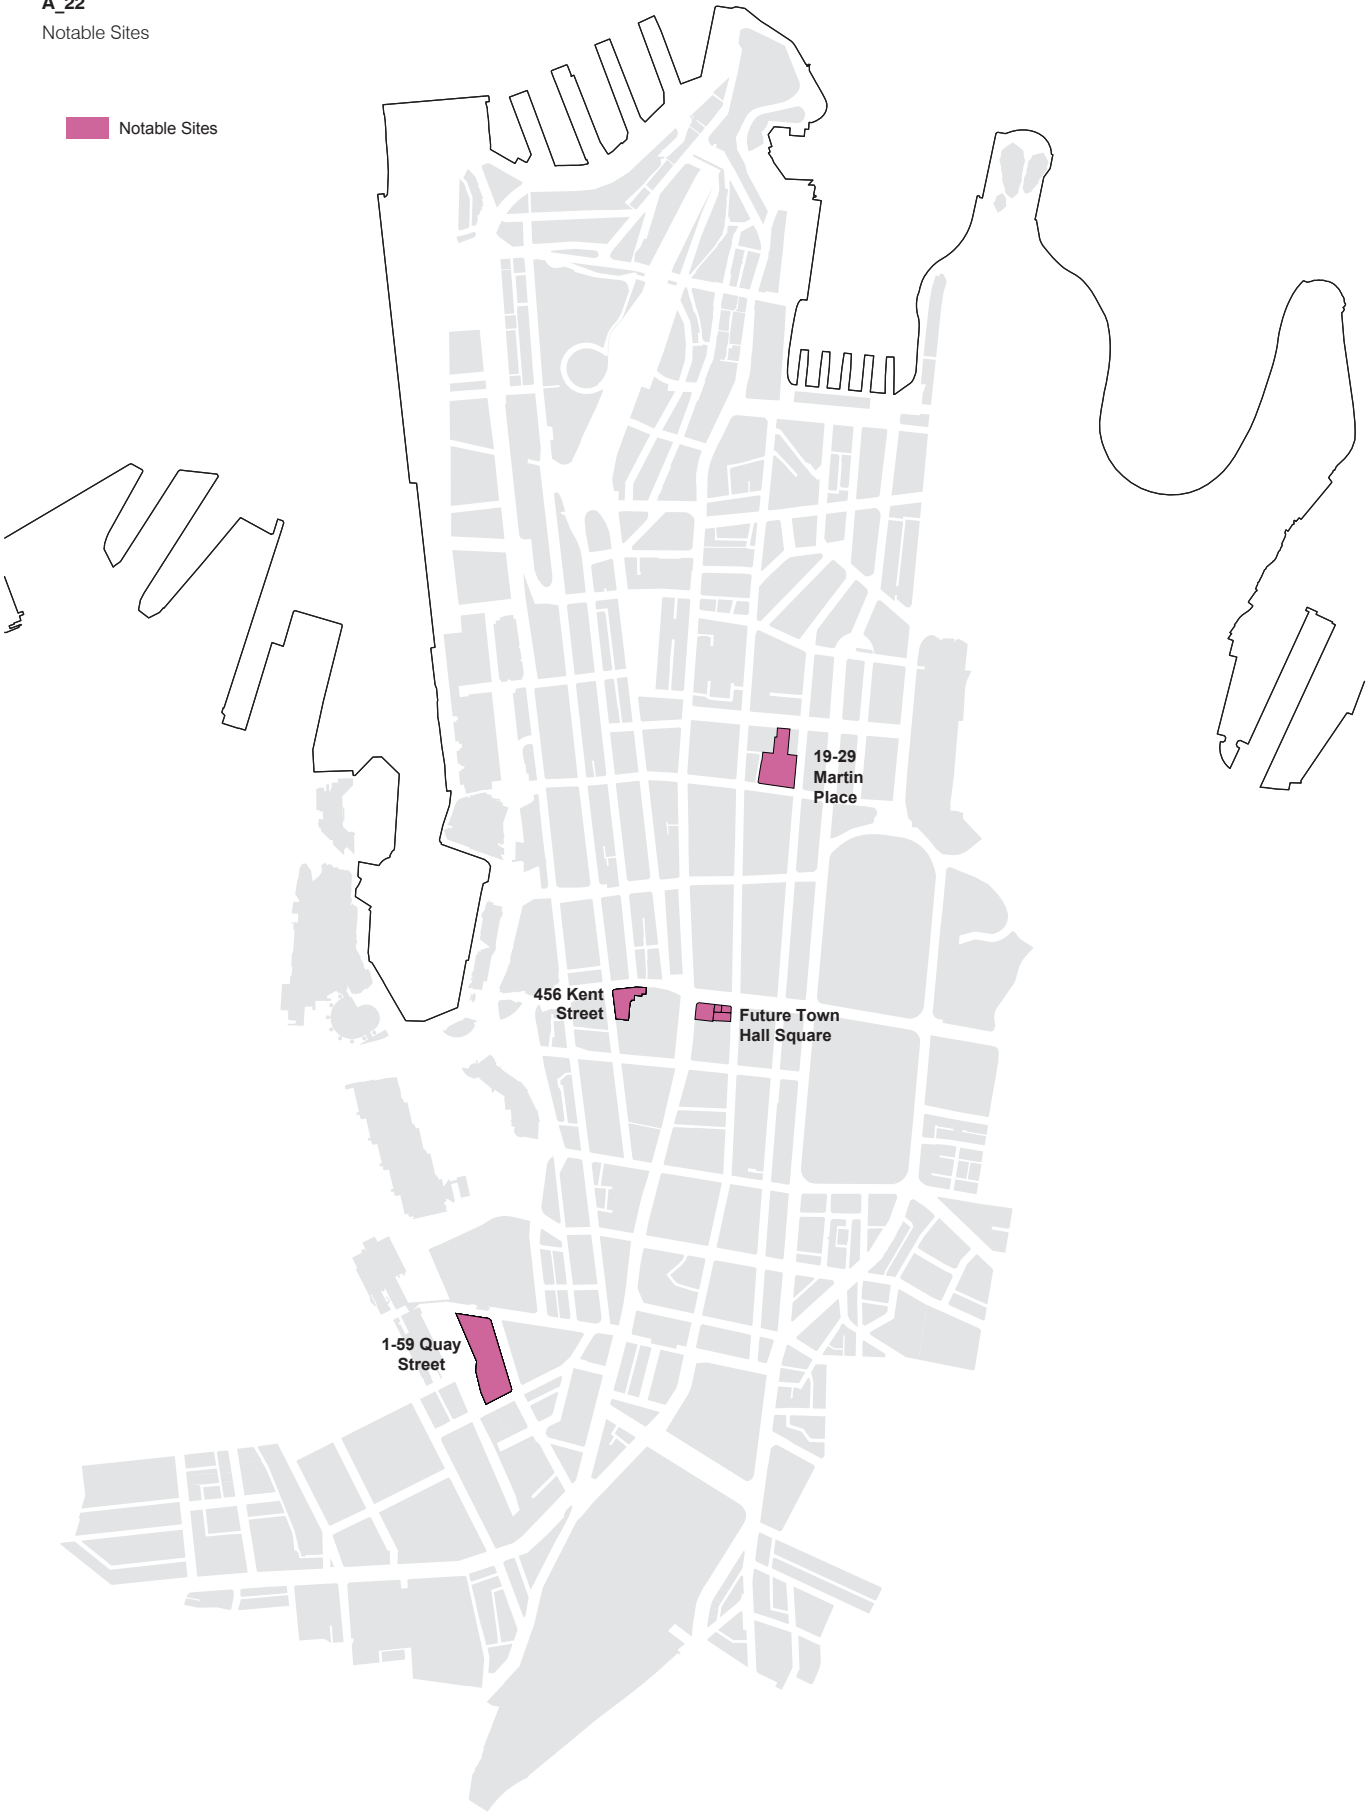 A_22
Notable Sites
Notable Sites
19-29
Martin
Place
456 Kent
Street
Future Town
Hall Square
1-59 Quay
Street